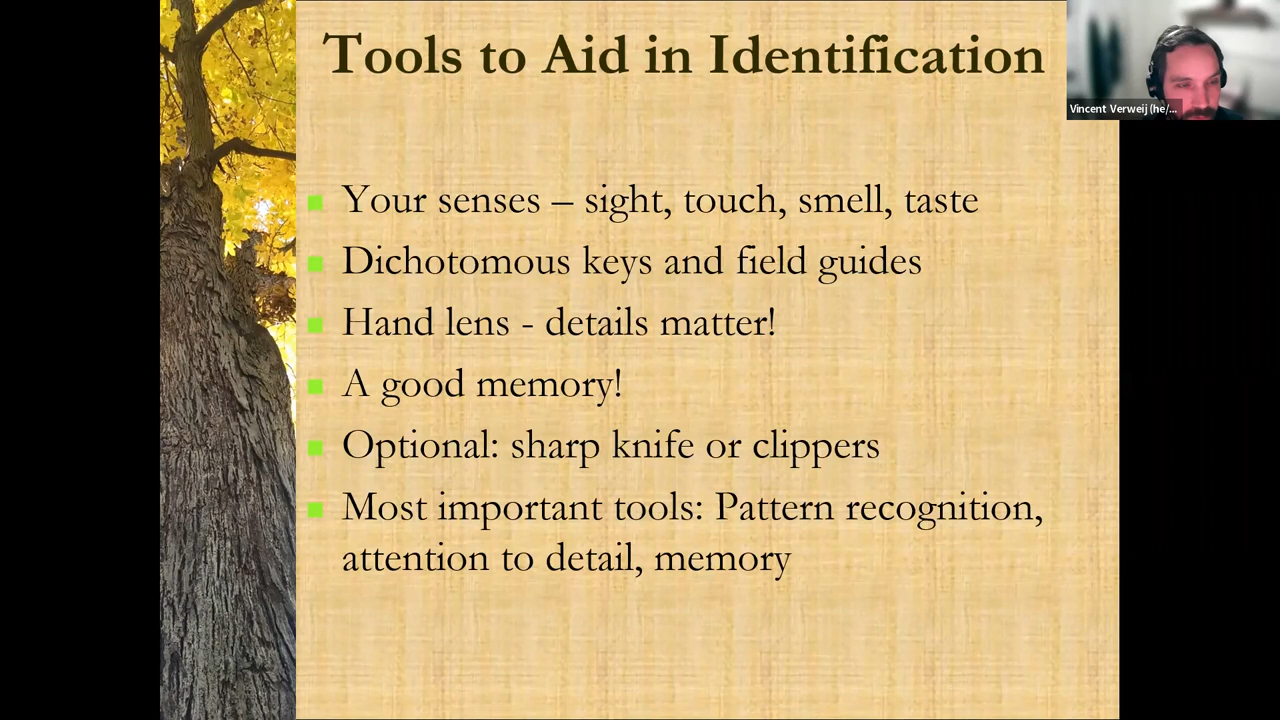 Tools to Aid in Identification
Vincent Verweij (he/...
Your senses – sight, touch, smell, taste
Dichotomous keys and field guides
Hand lens - details matter!
A good memory!
Optional: sharp knife or clippers
Most important tools: Pattern recognition,
attention to detail, memory